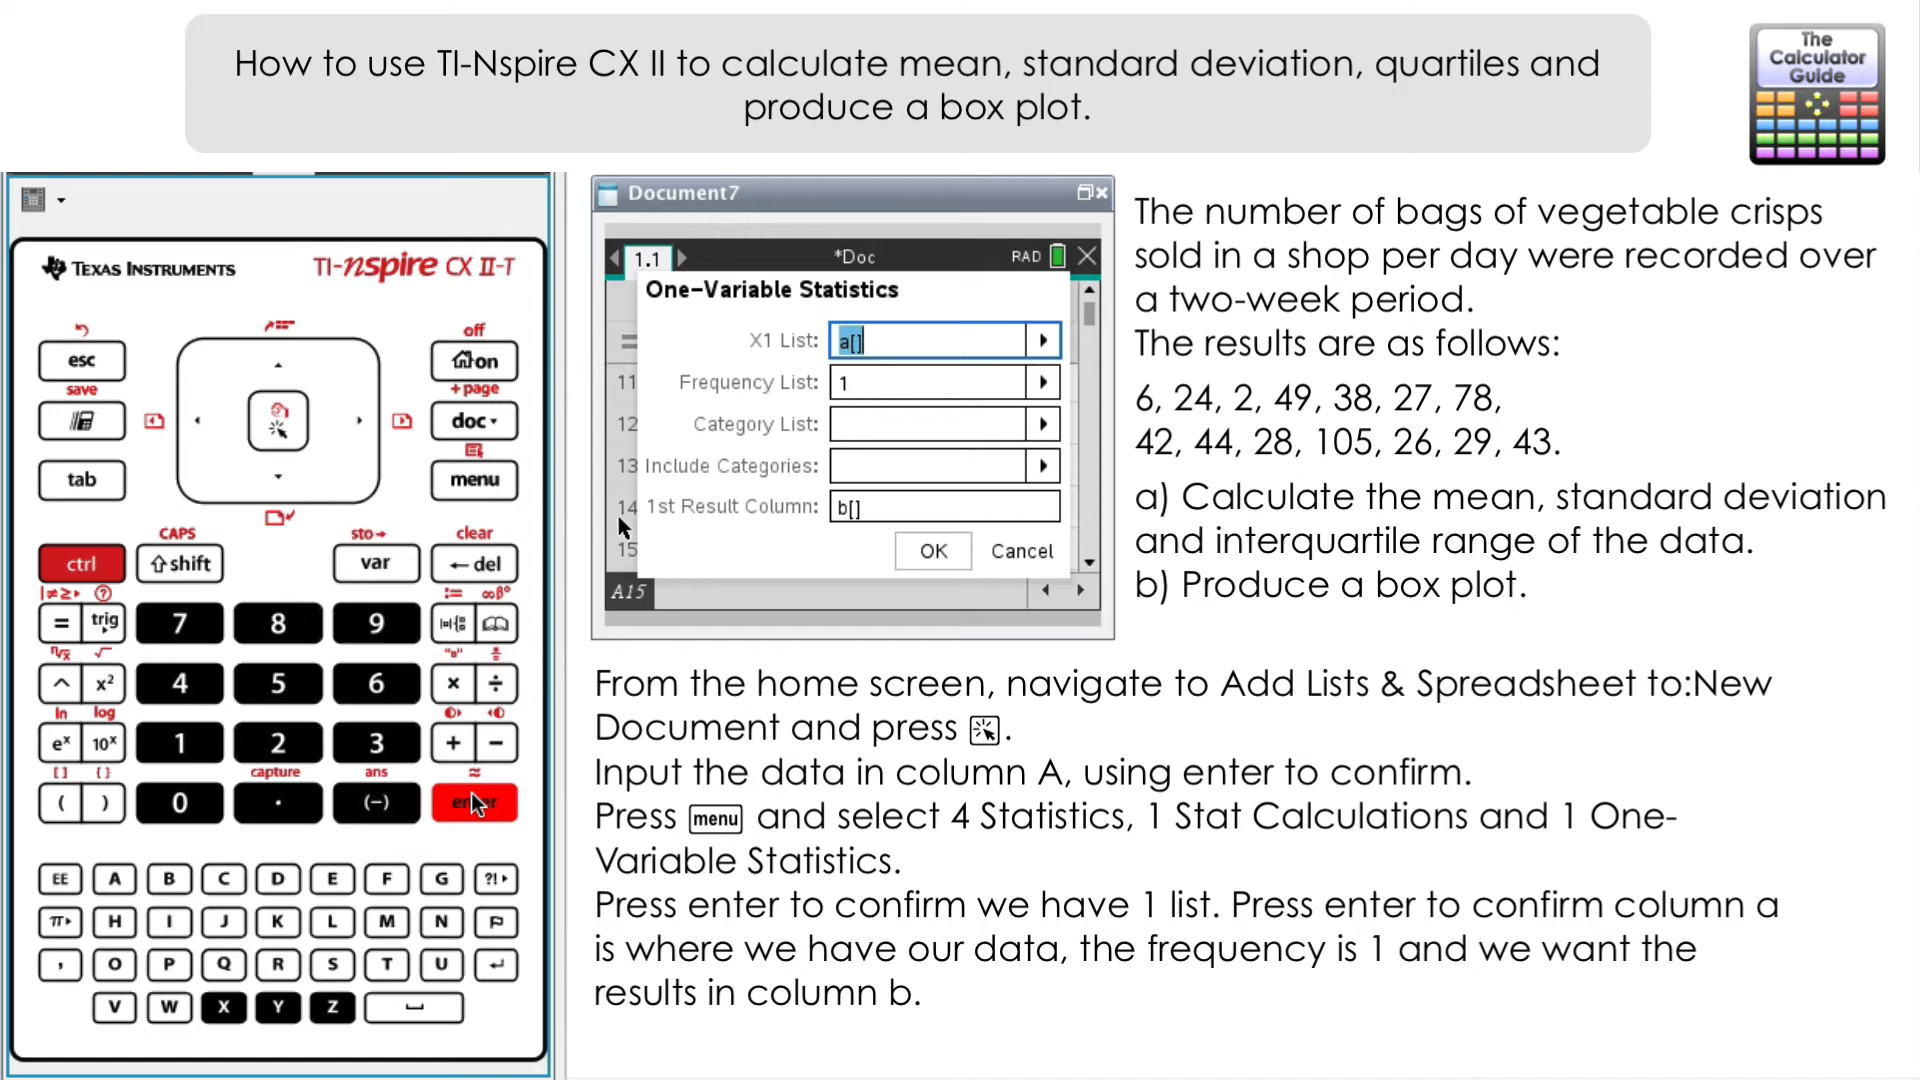 How to use TI-Nspire CX II to calculate mean, standard deviation, quartiles and
produce a box plot.
The
Calculator
Guide
TEXAS INSTRUMENTS
TI-nspire CX II-T
off
esc
on
save
+ page
doc
tab
menu
CAPS
sto→
clear
ctrl
shift
var
← del
|≠≥▸
?
:=
∞β°
=
trig
7
8
9
√
^
x²
4
5
6
×
÷
ln
log
eˣ
10ˣ
1
2
3
+
−
[ ]
{ }
capture
ans
≈
(
)
0
.
(−)
enter
EE
A
B
C
D
E
F
G
?!▸
π▸
H
I
J
K
L
M
N
,
O
P
Q
R
S
T
U
V
W
X
Y
Z
Document7
1.1
*Doc
RAD
One–Variable Statistics
X1 List:
a[]
=
11
Frequency List:
1
12
Category List:
13
Include Categories:
14
1st Result Column:
b[]
15
OK
Cancel
A15
The number of bags of vegetable crisps
sold in a shop per day were recorded over
a two-week period.
The results are as follows:
6, 24, 2, 49, 38, 27, 78,
42, 44, 28, 105, 26, 29, 43.
a) Calculate the mean, standard deviation
and interquartile range of the data.
b) Produce a box plot.
From the home screen, navigate to Add Lists & Spreadsheet to:New
Document and press .
Input the data in column A, using enter to confirm.
Press menu and select 4 Statistics, 1 Stat Calculations and 1 One-
Variable Statistics.
Press enter to confirm we have 1 list. Press enter to confirm column a
is where we have our data, the frequency is 1 and we want the
results in column b.